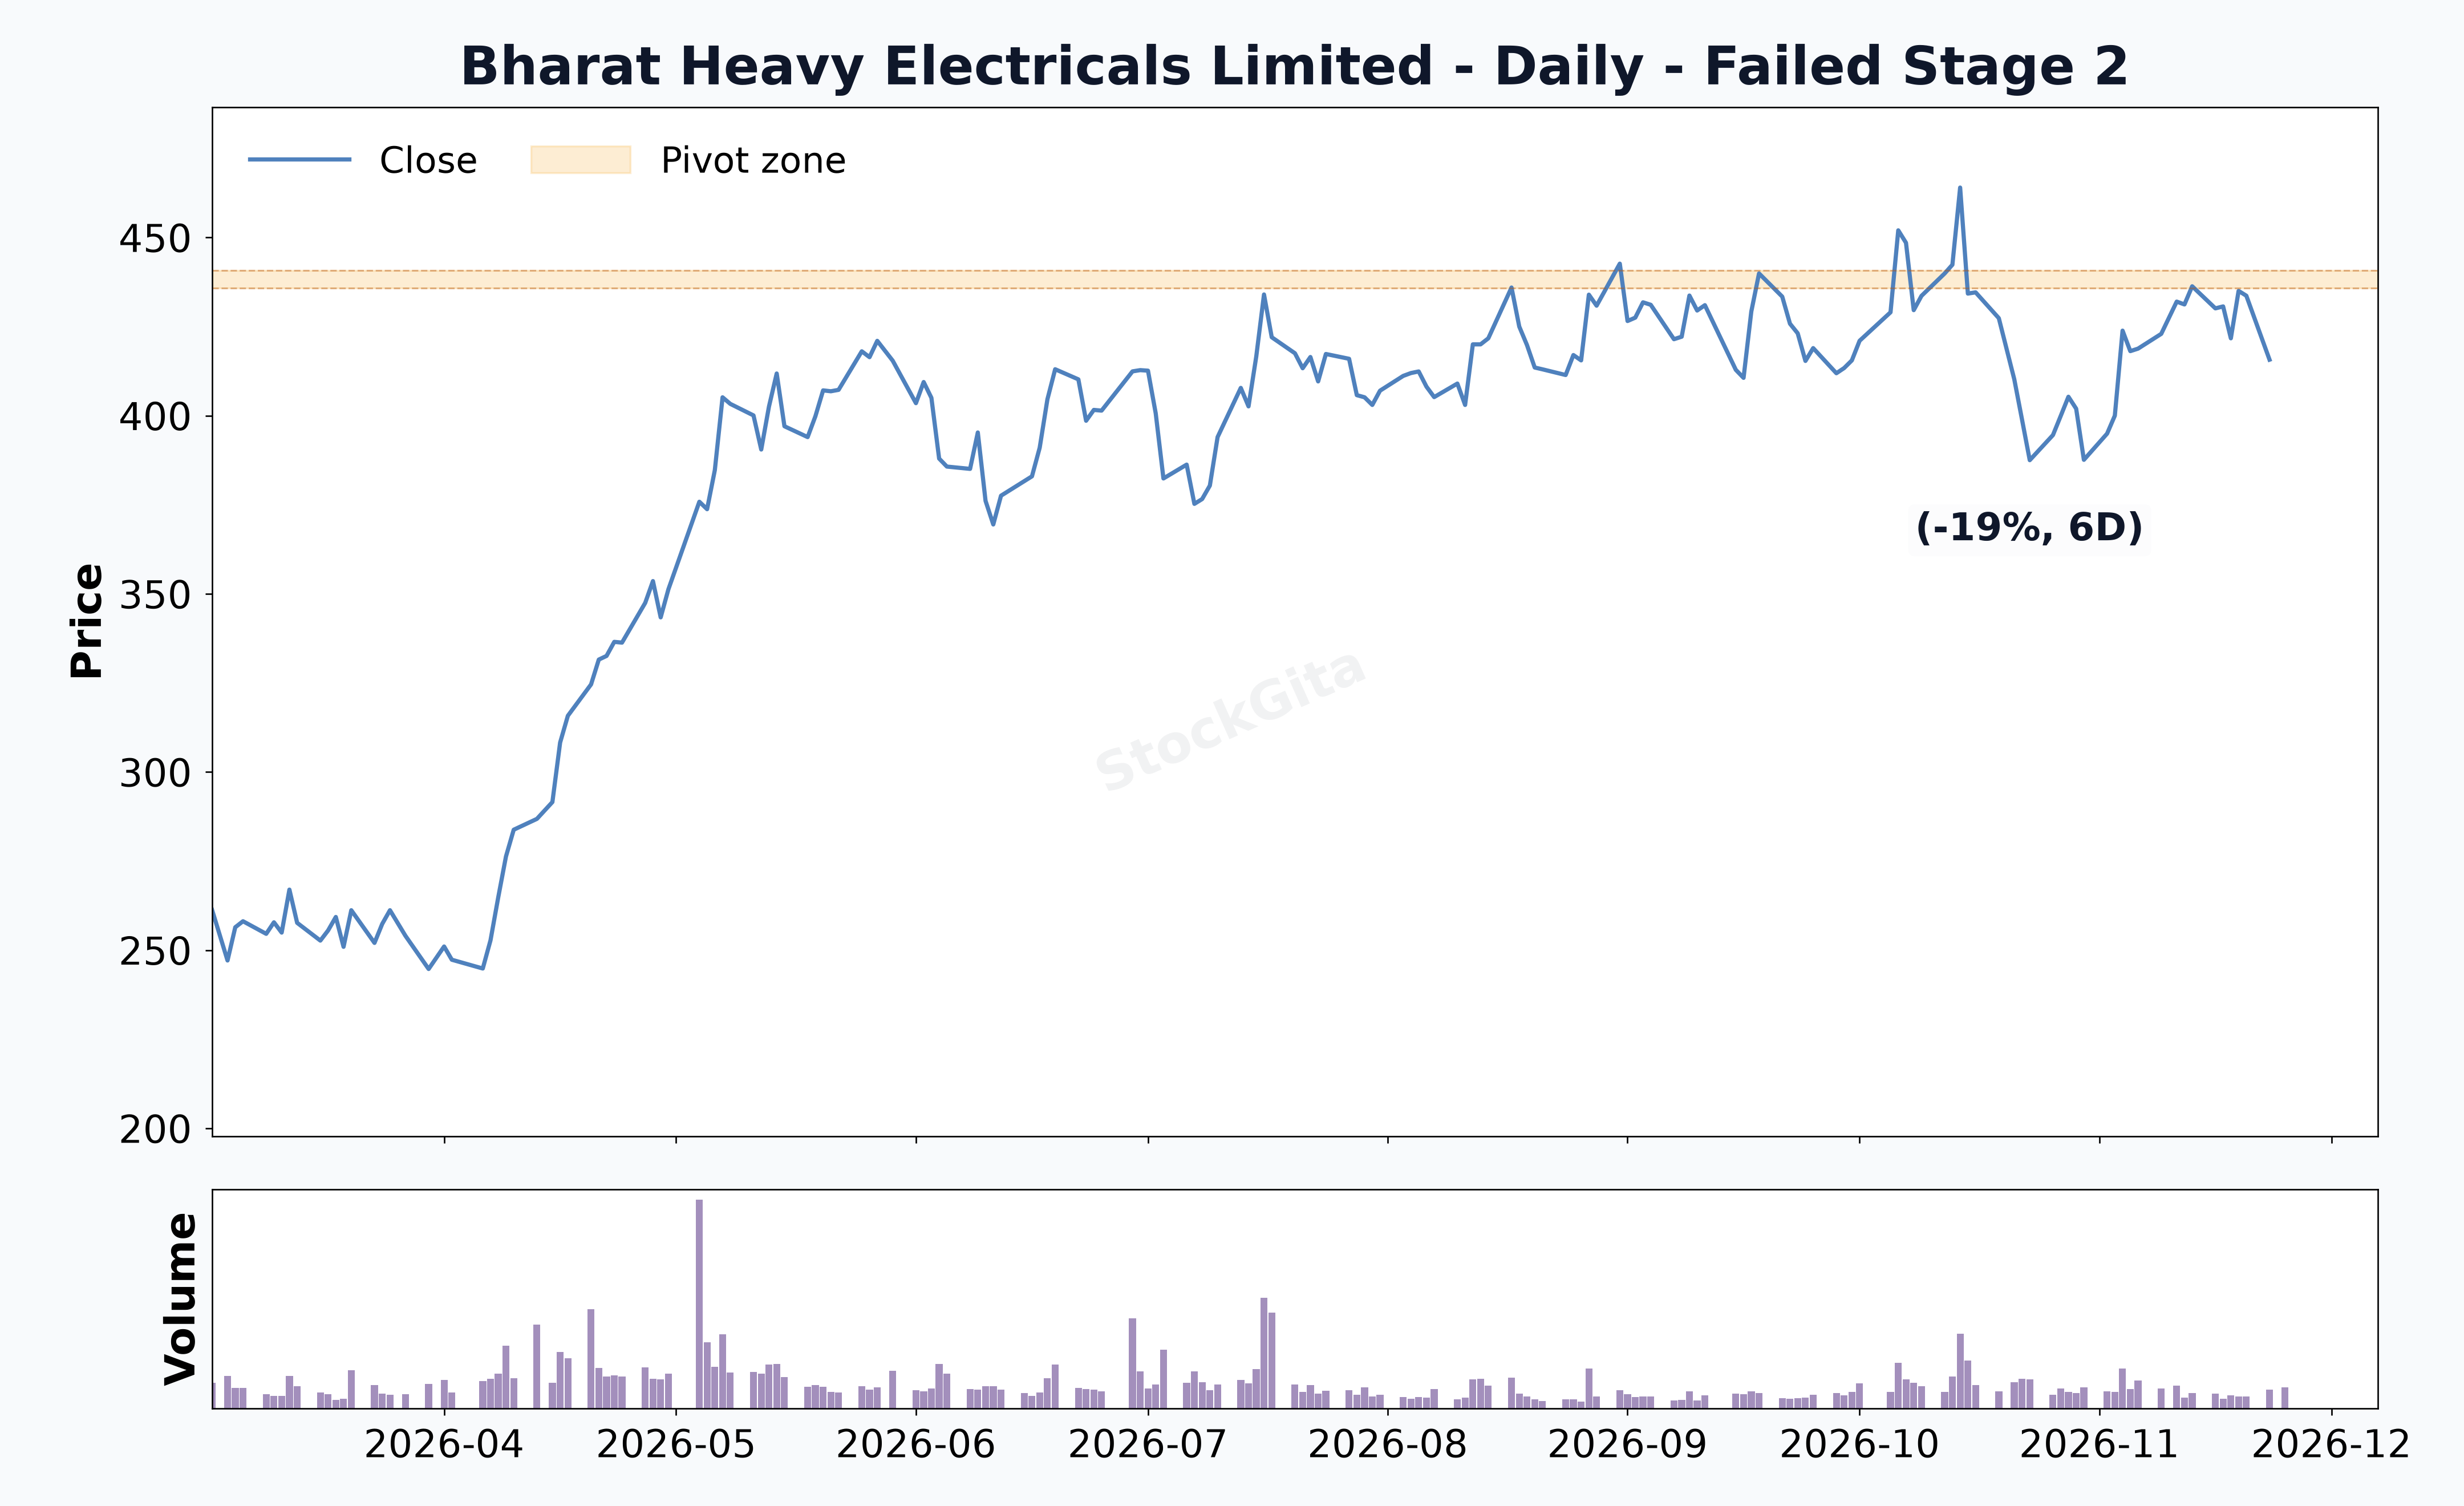 Bharat Heavy Electricals Limited - Daily - Failed Stage 2
Close
Pivot zone
450
400
350
300
250
200
Price
(-19%, 6D)
StockGita
Volume
2026-04
2026-05
2026-06
2026-07
2026-08
2026-09
2026-10
2026-11
2026-12